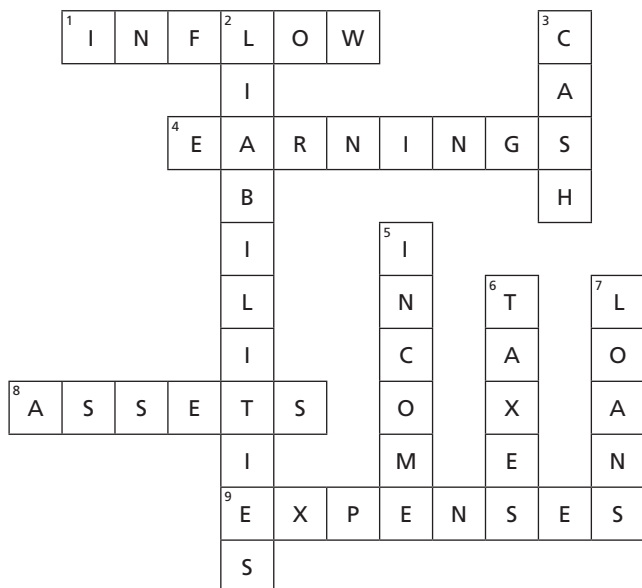 1 I N F 2 L O W 3 C
I A
4 E A R N I N G S
B H
I 5 I
L N 6 T 7 L
I C A O
8 A S S E T S O X A
I M E N
9 E X P E N S E S
S